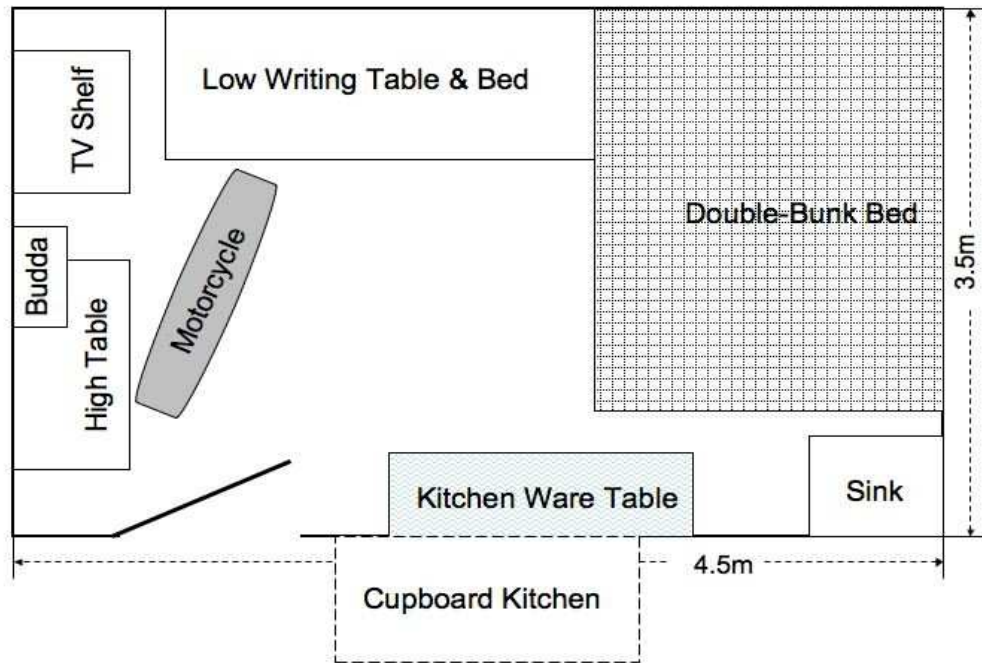 Low Writing Table & Bed
TV Shelf
Double-Bunk Bed
Budda
High Table
Motorcycle
3.5m
Kitchen Ware Table
Sink
4.5m
Cupboard Kitchen